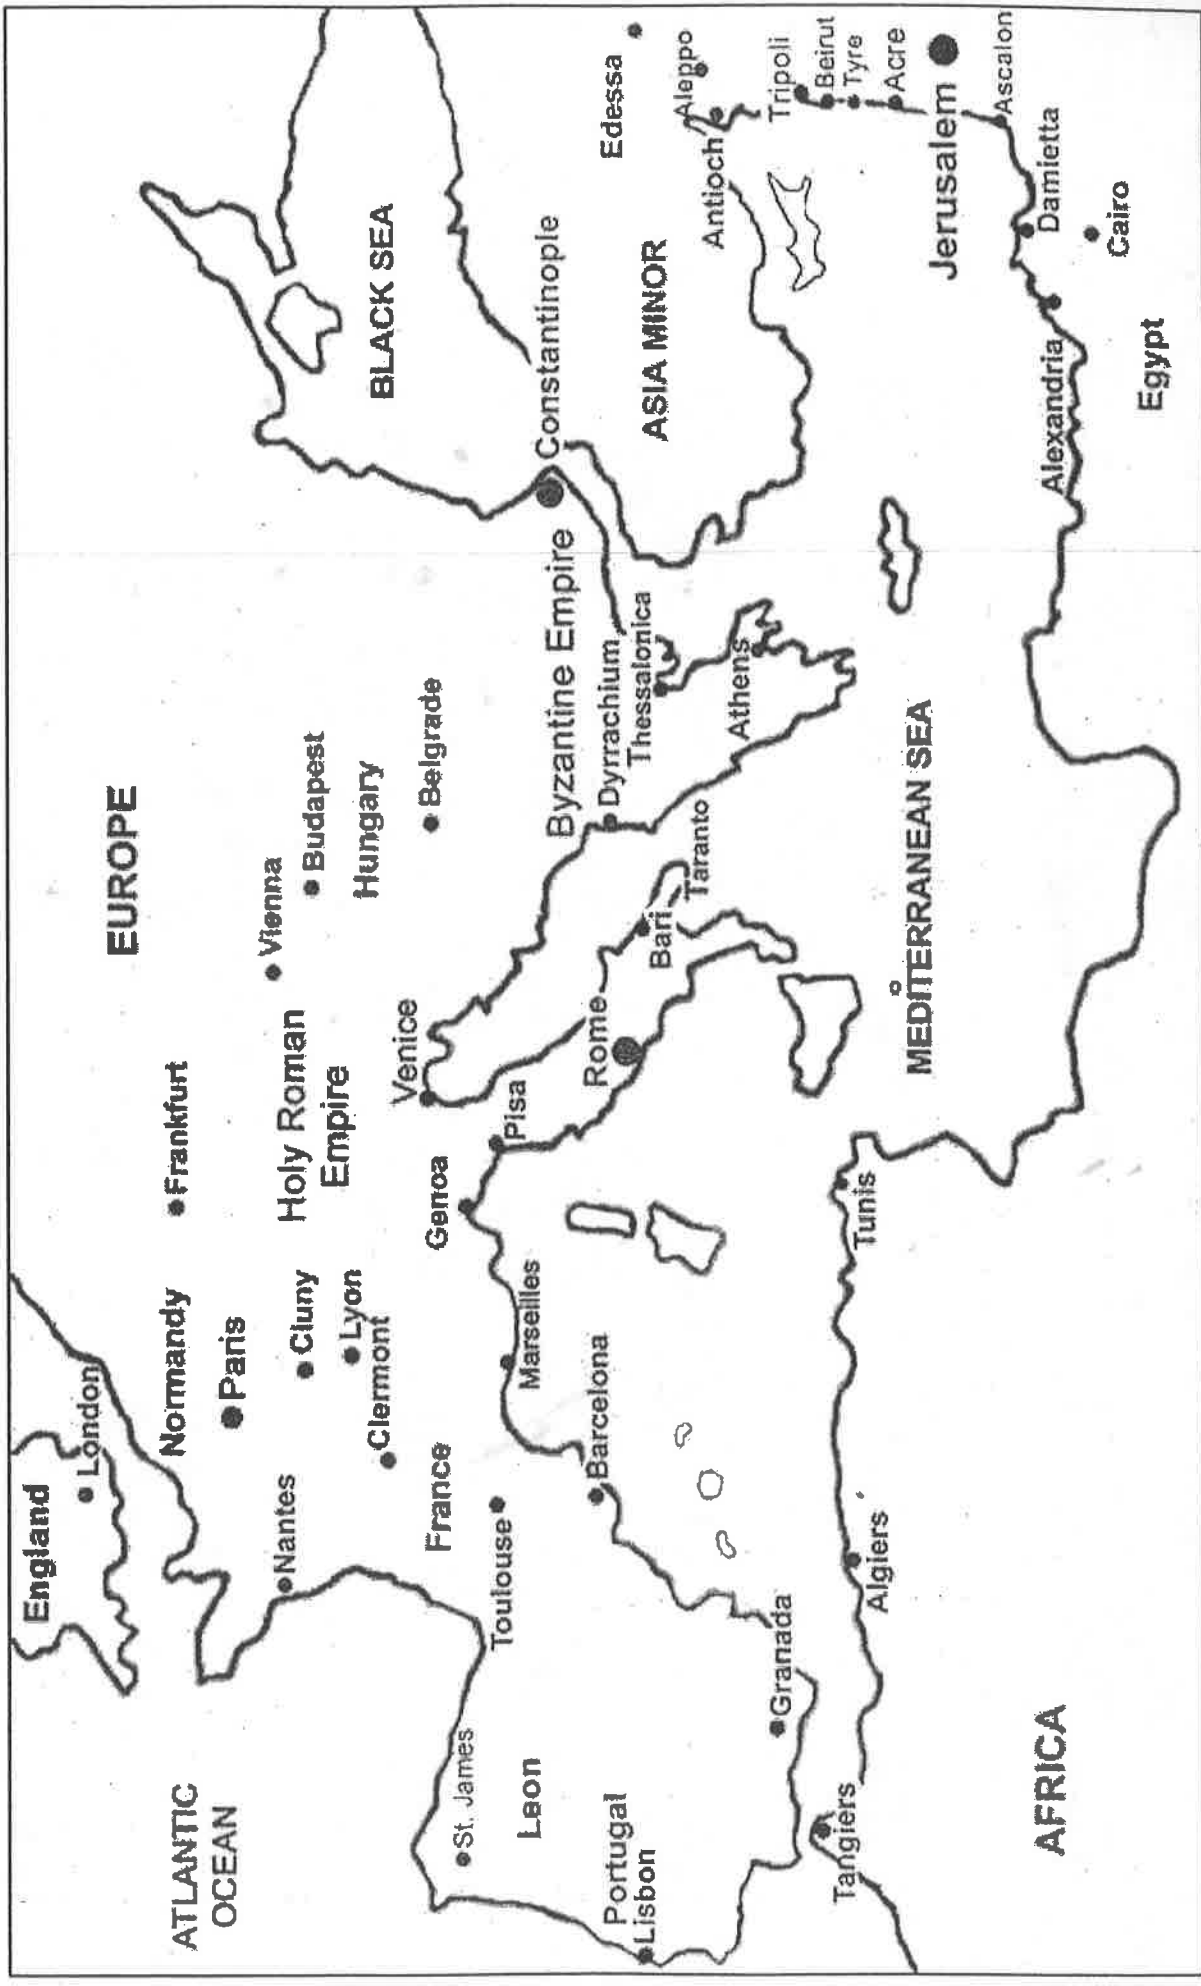 England
London
ATLANTIC
OCEAN
Normandy
Paris
Nantes
Cluny
Lyon
Clermont
France
Toulouse
St. James
Leon
Portugal
Lisbon
Barcelona
Marseilles
Granada
Tangiers
Algiers
Tunis
AFRICA
EUROPE
Frankfurt
Holy Roman
Empire
Vienna
Budapest
Hungary
Belgrade
Venice
Genoa
Pisa
Rome
Bari
Taranto
Byzantine Empire
Dyrrachium
Thessalonica
Athens
MEDITERRANEAN SEA
BLACK SEA
Constantinople
ASIA MINOR
Edessa
Aleppo
Antioch
Tripoli
Beirut
Tyre
Acre
Jerusalem
Ascalon
Damietta
Cairo
Alexandria
Egypt